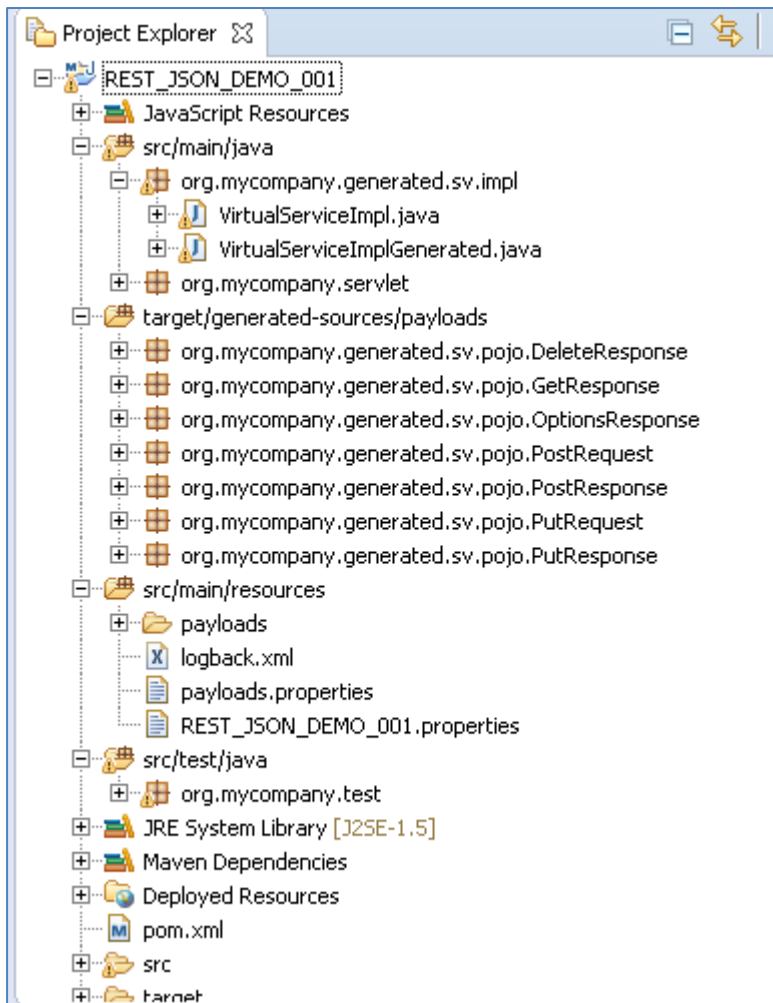 Project Explorer
REST_JSON_DEMO_001
JavaScript Resources
src/main/java
org.mycompany.generated.sv.impl
VirtualServiceImpl.java
VirtualServiceImplGenerated.java
org.mycompany.servlet
target/generated-sources/payloads
org.mycompany.generated.sv.pojo.DeleteResponse
org.mycompany.generated.sv.pojo.GetResponse
org.mycompany.generated.sv.pojo.OptionsResponse
org.mycompany.generated.sv.pojo.PostRequest
org.mycompany.generated.sv.pojo.PostResponse
org.mycompany.generated.sv.pojo.PutRequest
org.mycompany.generated.sv.pojo.PutResponse
src/main/resources
payloads
logback.xml
payloads.properties
REST_JSON_DEMO_001.properties
src/test/java
org.mycompany.test
JRE System Library [J2SE-1.5]
Maven Dependencies
Deployed Resources
pom.xml
src
target